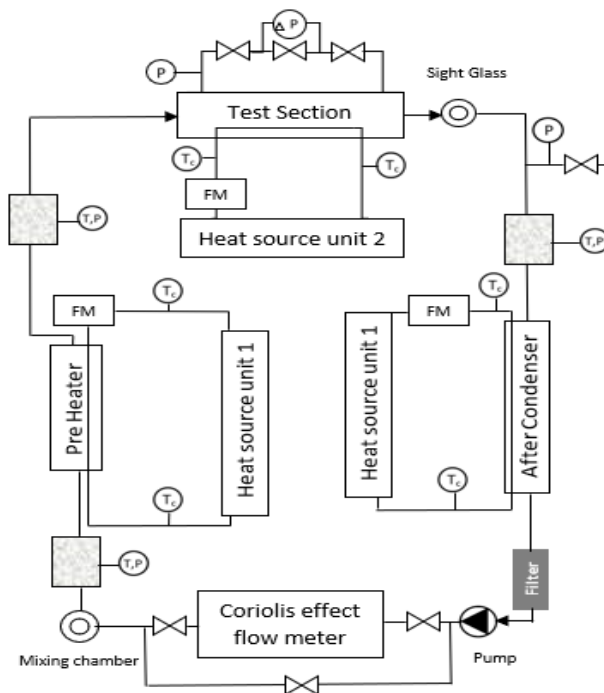 △ P
P
Sight Glass
Test Section
P
Tc
Tc
FM
T,P
Heat source unit 2
T,P
Tc
Tc
FM
FM
Pre Heater
Heat source unit 1
Heat source unit 1
After Condenser
Tc
Tc
T,P
Filter
Coriolis effect
flow meter
Mixing chamber
Pump